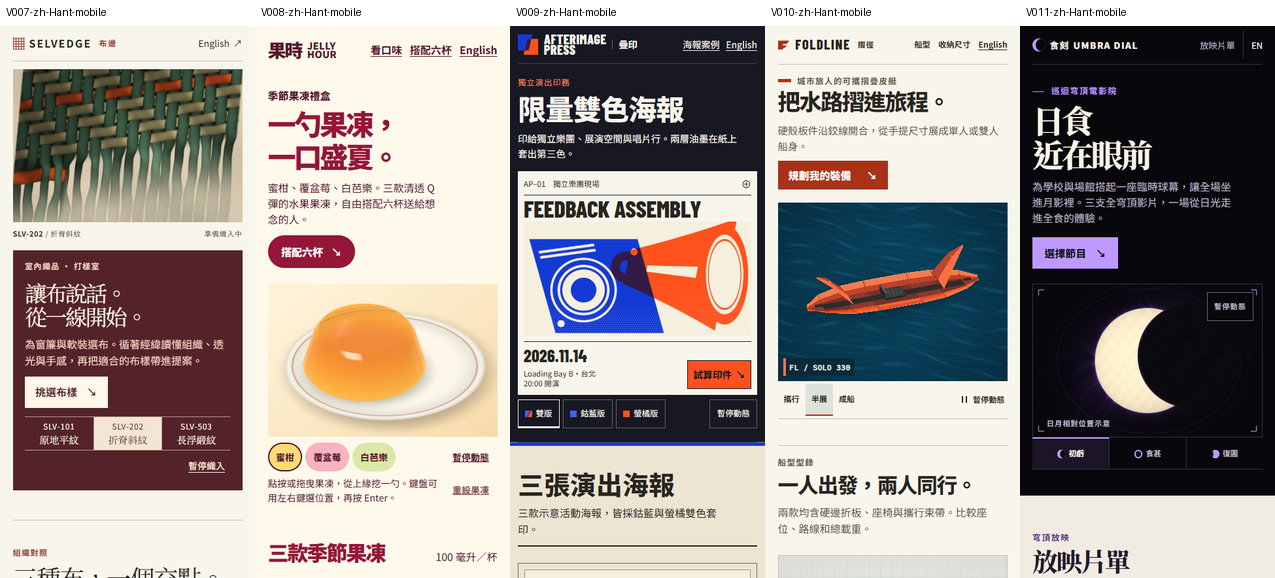 V007-zh-Hant-mobile
SELVEDGE 布邊
English ↗
SLV-202 / 折脊斜紋
準備織入中
室內織品・打樣室
讓布說話。
從一線開始。
為窗簾與軟裝選布。循著經緯讀懂組織、透
光與手感，再把適合的布樣帶進提案。
挑選布樣 ↘
SLV-101
原地平紋
SLV-202
折脊斜紋
SLV-503
長浮緞紋
暫停織入
組織對照
三種布，一個交點。
V008-zh-Hant-mobile
果時 JELLY HOUR
看口味 搭配六杯 English
季節果凍禮盒
一勺果凍，
一口盛夏。
蜜柑、覆盆莓、白芭樂。三款清透 Q
彈的水果果凍，自由搭配六杯送給想
念的人。
搭配六杯 ↘
蜜柑 覆盆莓 白芭樂
暫停動態
點按或拖曳果凍，從上緣挖一勺。鍵盤可
用左右鍵選位置，再按 Enter。
重設果凍
三款季節果凍
100 毫升／杯
V009-zh-Hant-mobile
AFTERIMAGE
PRESS
疊印
海報案例 English
獨立演出印務
限量雙色海報
印給獨立樂團、展演空間與唱片行。兩層油墨在紙上
套出第三色。
AP-01 獨立樂團現場
FEEDBACK ASSEMBLY
2026.11.14
Loading Bay B・台北
20:00 開演
試算印件 ↘
雙版 鈷藍版 螢橘版 暫停動態
三張演出海報
三款示意活動海報，皆採鈷藍與螢橘雙色套
印。
V010-zh-Hant-mobile
FOLDLINE 摺徑
船型 收納尺寸 English
城市旅人的可攜摺疊皮艇
把水路摺進旅程。
硬殼板件沿鉸線開合，從手提尺寸展成單人或雙人
船身。
規劃我的裝備 ↘
FL / SOLO 330
攜行 半展 成船 暫停動態
船型型錄
一人出發，兩人同行。
兩款均含硬邊折板、座椅與攜行束帶。比較座
位、路線和總載重。
V011-zh-Hant-mobile
食刻 UMBRA DIAL
放映片單 EN
巡迴穹頂電影院
日食
近在眼前
為學校與場館搭起一座臨時球幕，讓全場坐
進月影裡。三支全穹頂影片，一場從日光走
進全食的體驗。
選擇節目 ↘
暫停動態
日月相對位置示意
初虧 食甚 復圓
穹頂放映
放映片單